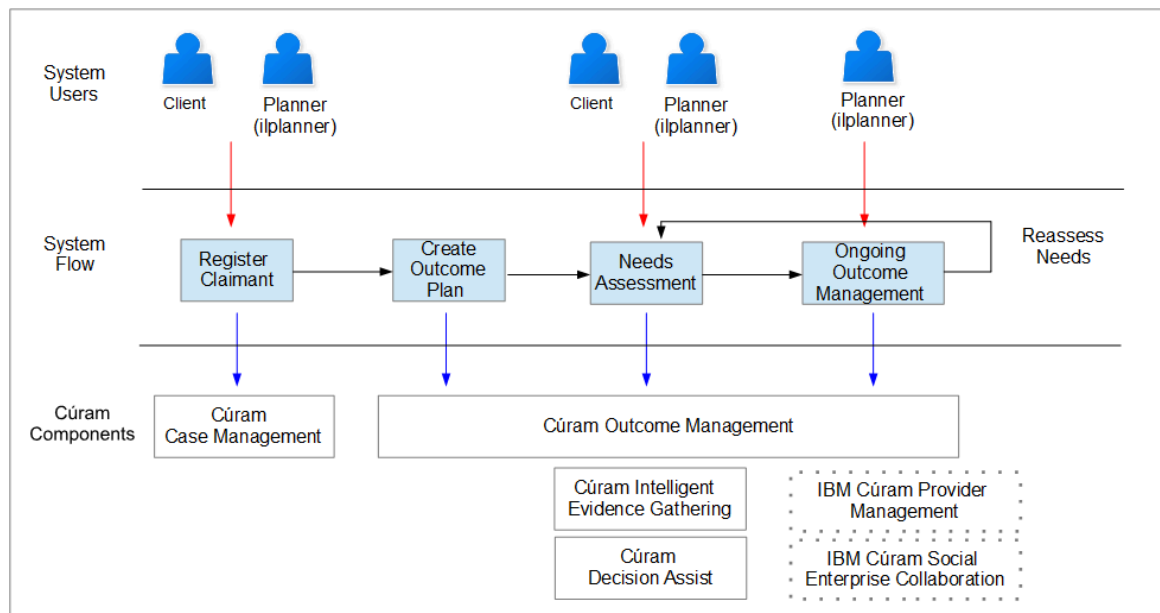 System
Users
Client
Planner
(ilplanner)
Client
Planner
(ilplanner)
Planner
(ilplanner)
System
Flow
Register
Claimant
Create
Outcome
Plan
Needs
Assessment
Ongoing
Outcome
Management
Reassess
Needs
Cúram
Components
Cúram
Case Management
Cúram Outcome Management
Cúram Intelligent
Evidence Gathering
IBM Cúram Provider
Management
Cúram
Decision Assist
IBM Cúram Social
Enterprise Collaboration